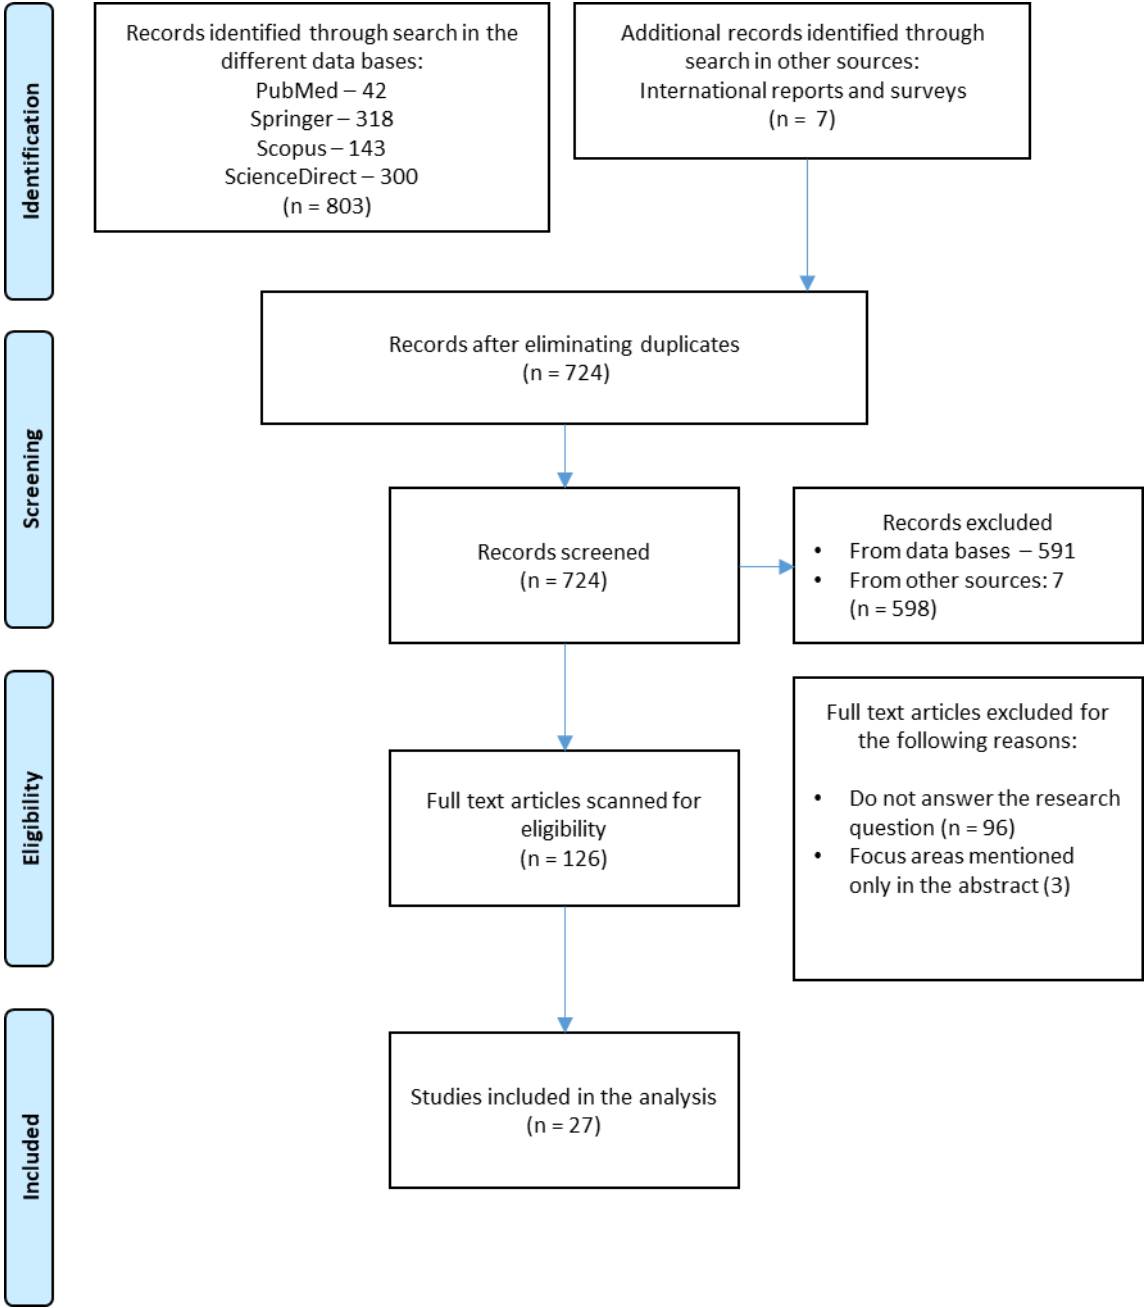 Identification
Records identified through search in the
different data bases:
PubMed – 42
Springer – 318
Scopus – 143
ScienceDirect – 300
(n = 803)
Additional records identified through
search in other sources:
International reports and surveys
(n =  7)
Records after eliminating duplicates
(n = 724)
Screening
Records screened
(n = 724)
Records excluded
• From data bases – 591
• From other sources: 7
(n = 598)
Eligibility
Full text articles scanned for
eligibility
(n = 126)
Full text articles excluded for
the following reasons:
• Do not answer the research
question (n = 96)
• Focus areas mentioned
only in the abstract (3)
Included
Studies included in the analysis
(n = 27)